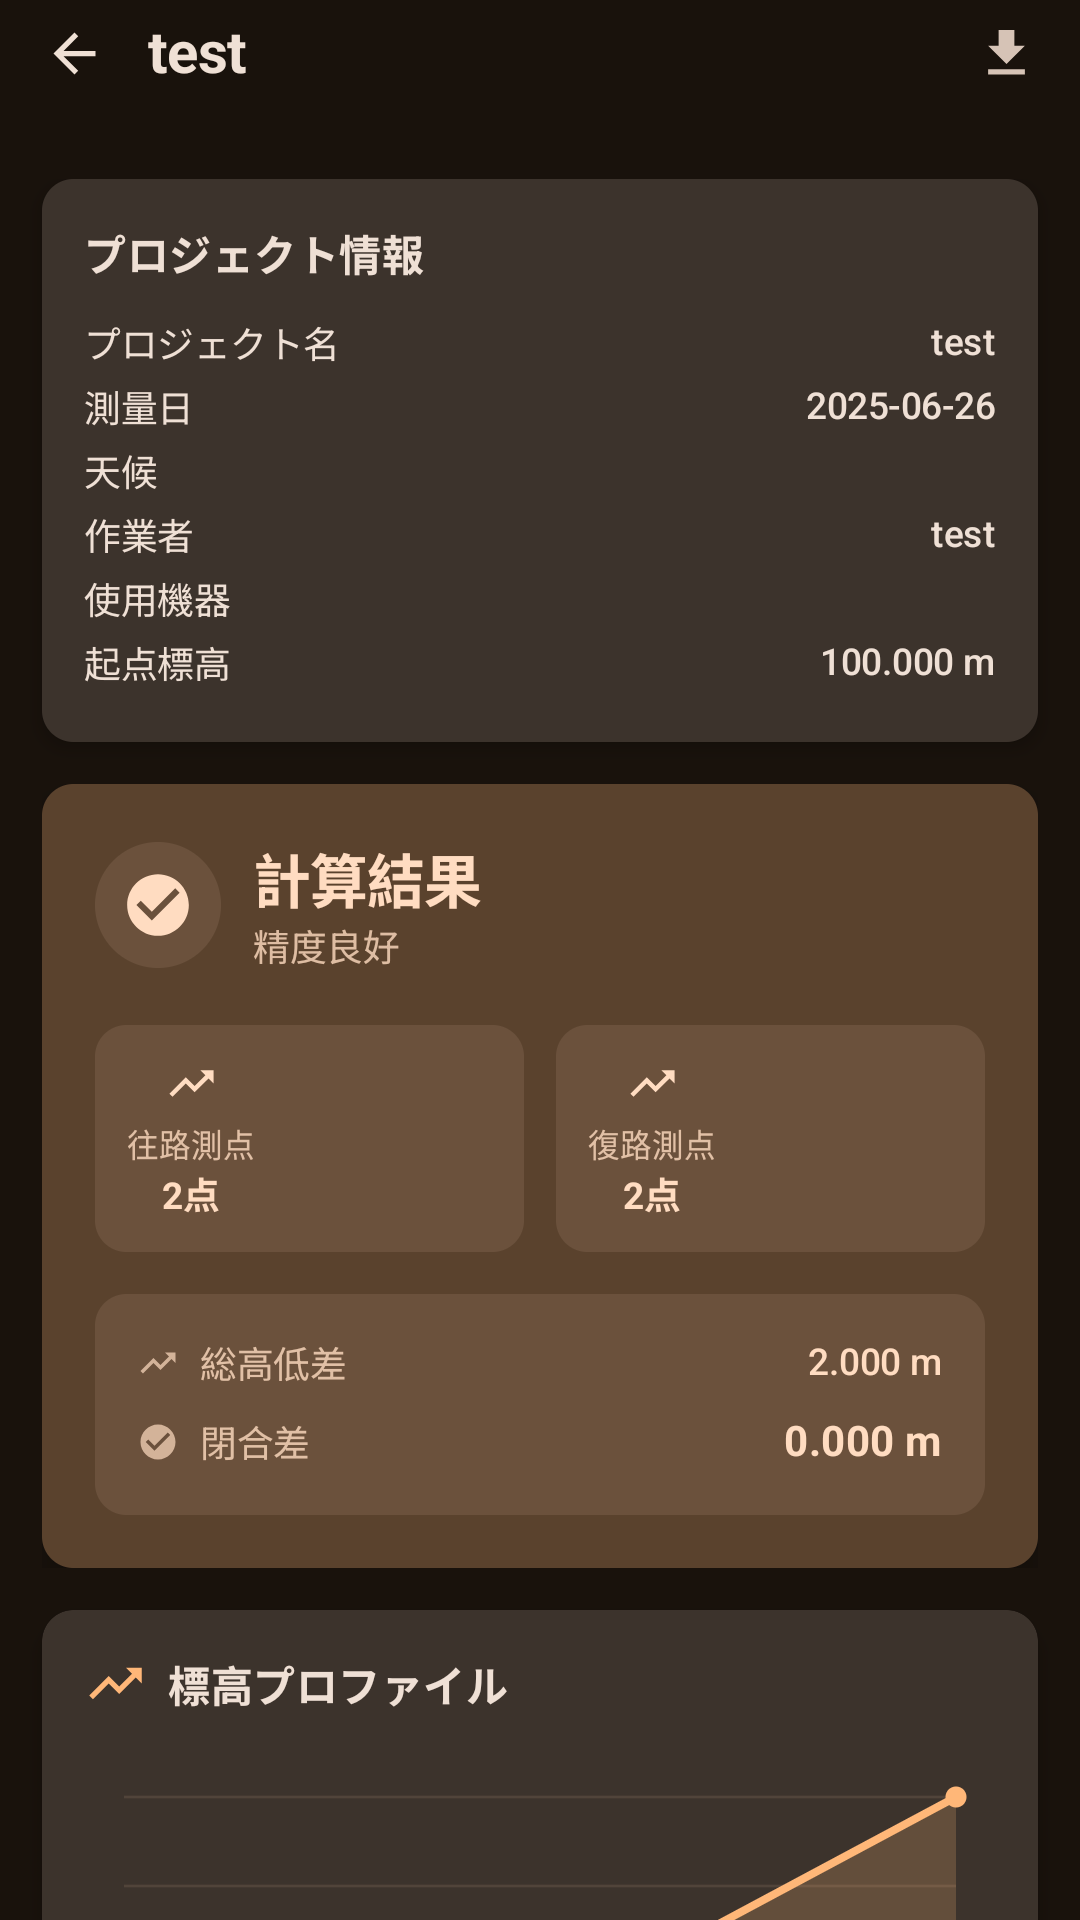 test
プロジェクト情報
プロジェクト名 test
測量日 2025-06-26
天候
作業者 test
使用機器
起点標高 100.000 m
計算結果
精度良好
往路測点 復路測点
2点 2点
総高低差 2.000 m
閉合差 0.000 m
標高プロファイル